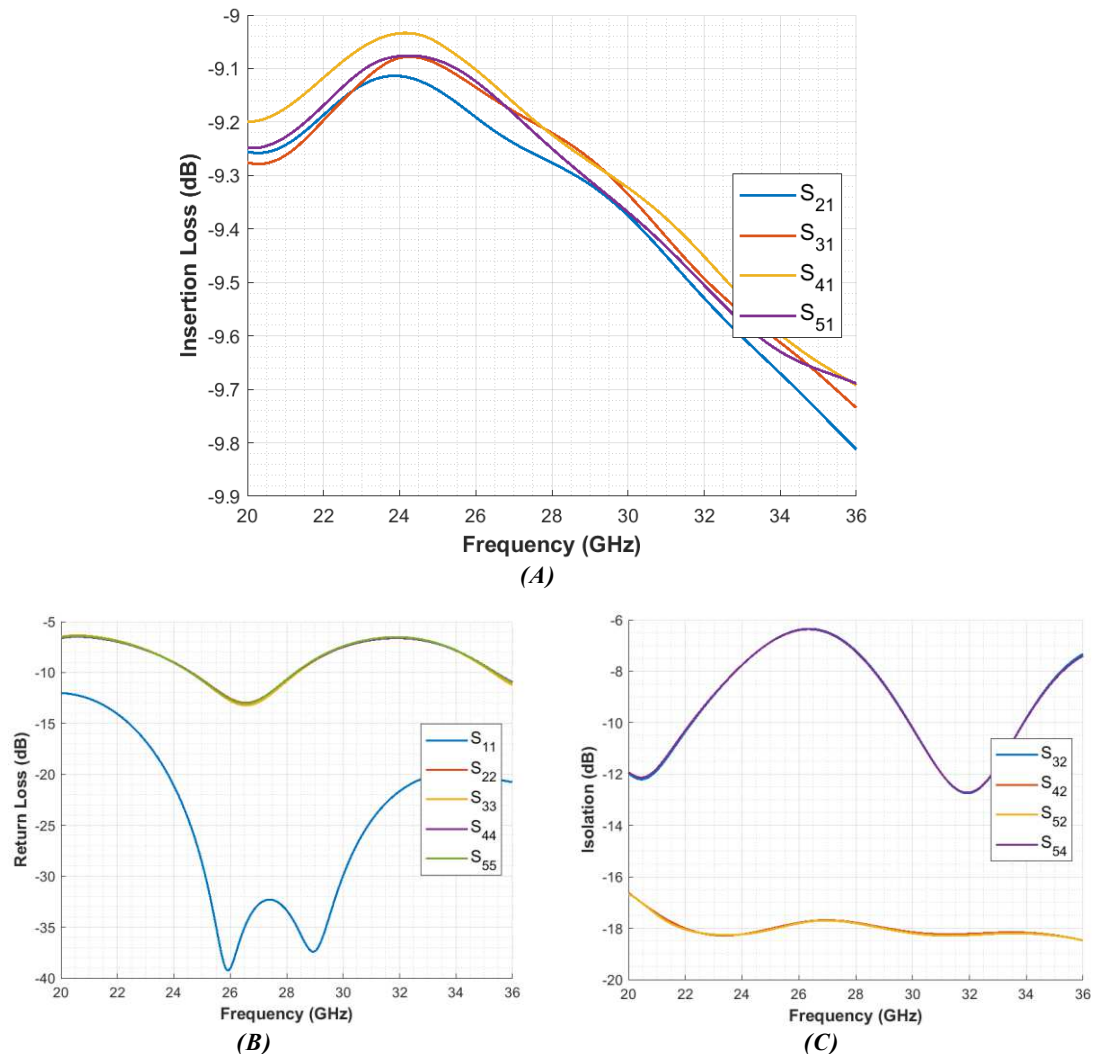 -9
-9.1
-9.2
-9.3
-9.4
-9.5
-9.6
-9.7
-9.8
-9.9
Insertion Loss (dB)
S21
S31
S41
S51
20 22 24 26 28 30 32 34 36
Frequency (GHz)
(A)
-5
-10
-15
-20
-25
-30
-35
-40
Return Loss (dB)
S11
S22
S33
S44
S55
20 22 24 26 28 30 32 34 36
Frequency (GHz)
(B)
-6
-8
-10
-12
-14
-16
-18
-20
Isolation (dB)
S32
S42
S52
S54
20 22 24 26 28 30 32 34 36
Frequency (GHz)
(C)